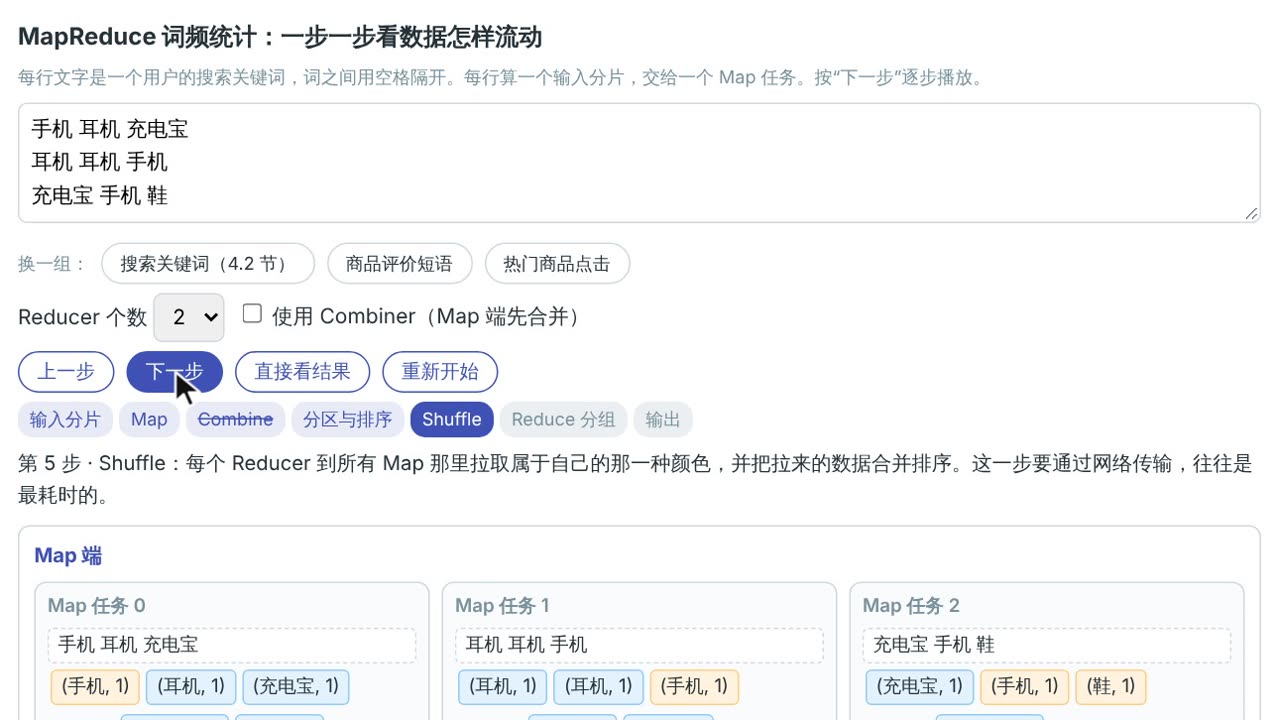 MapReduce 词频统计：一步一步看数据怎样流动
每行文字是一个用户的搜索关键词，词之间用空格隔开。每行算一个输入分片，交给一个 Map 任务。按“下一步”逐步播放。
手机 耳机 充电宝
耳机 耳机 手机
充电宝 手机 鞋
换一组： 搜索关键词（4.2 节） 商品评价短语 热门商品点击
Reducer 个数 2 使用 Combiner（Map 端先合并）
上一步 下一步 直接看结果 重新开始
输入分片 Map Combine 分区与排序 Shuffle Reduce 分组 输出
第 5 步 · Shuffle：每个 Reducer 到所有 Map 那里拉取属于自己的那一种颜色，并把拉来的数据合并排序。这一步要通过网络传输，往往是
最耗时的。
Map 端
Map 任务 0 Map 任务 1 Map 任务 2
手机 耳机 充电宝 耳机 耳机 手机 充电宝 手机 鞋
(手机, 1) (耳机, 1) (充电宝, 1) (耳机, 1) (耳机, 1) (手机, 1) (充电宝, 1) (手机, 1) (鞋, 1)